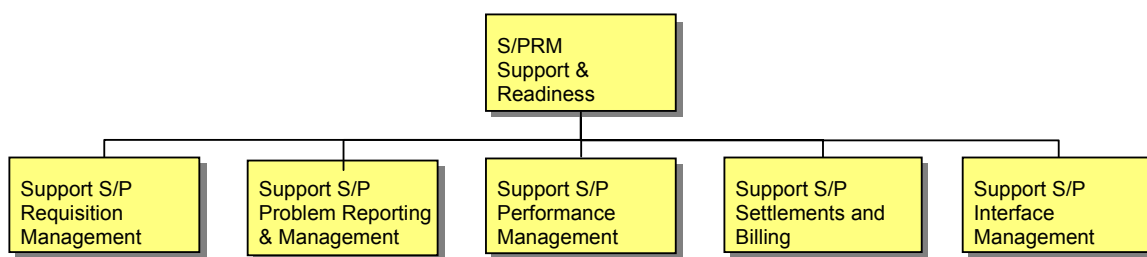 S/PRM
Support &
Readiness
Support S/P
Requisition
Management
Support S/P
Problem Reporting
& Management
Support S/P
Performance
Management
Support S/P
Settlements and
Billing
Support S/P
Interface
Management